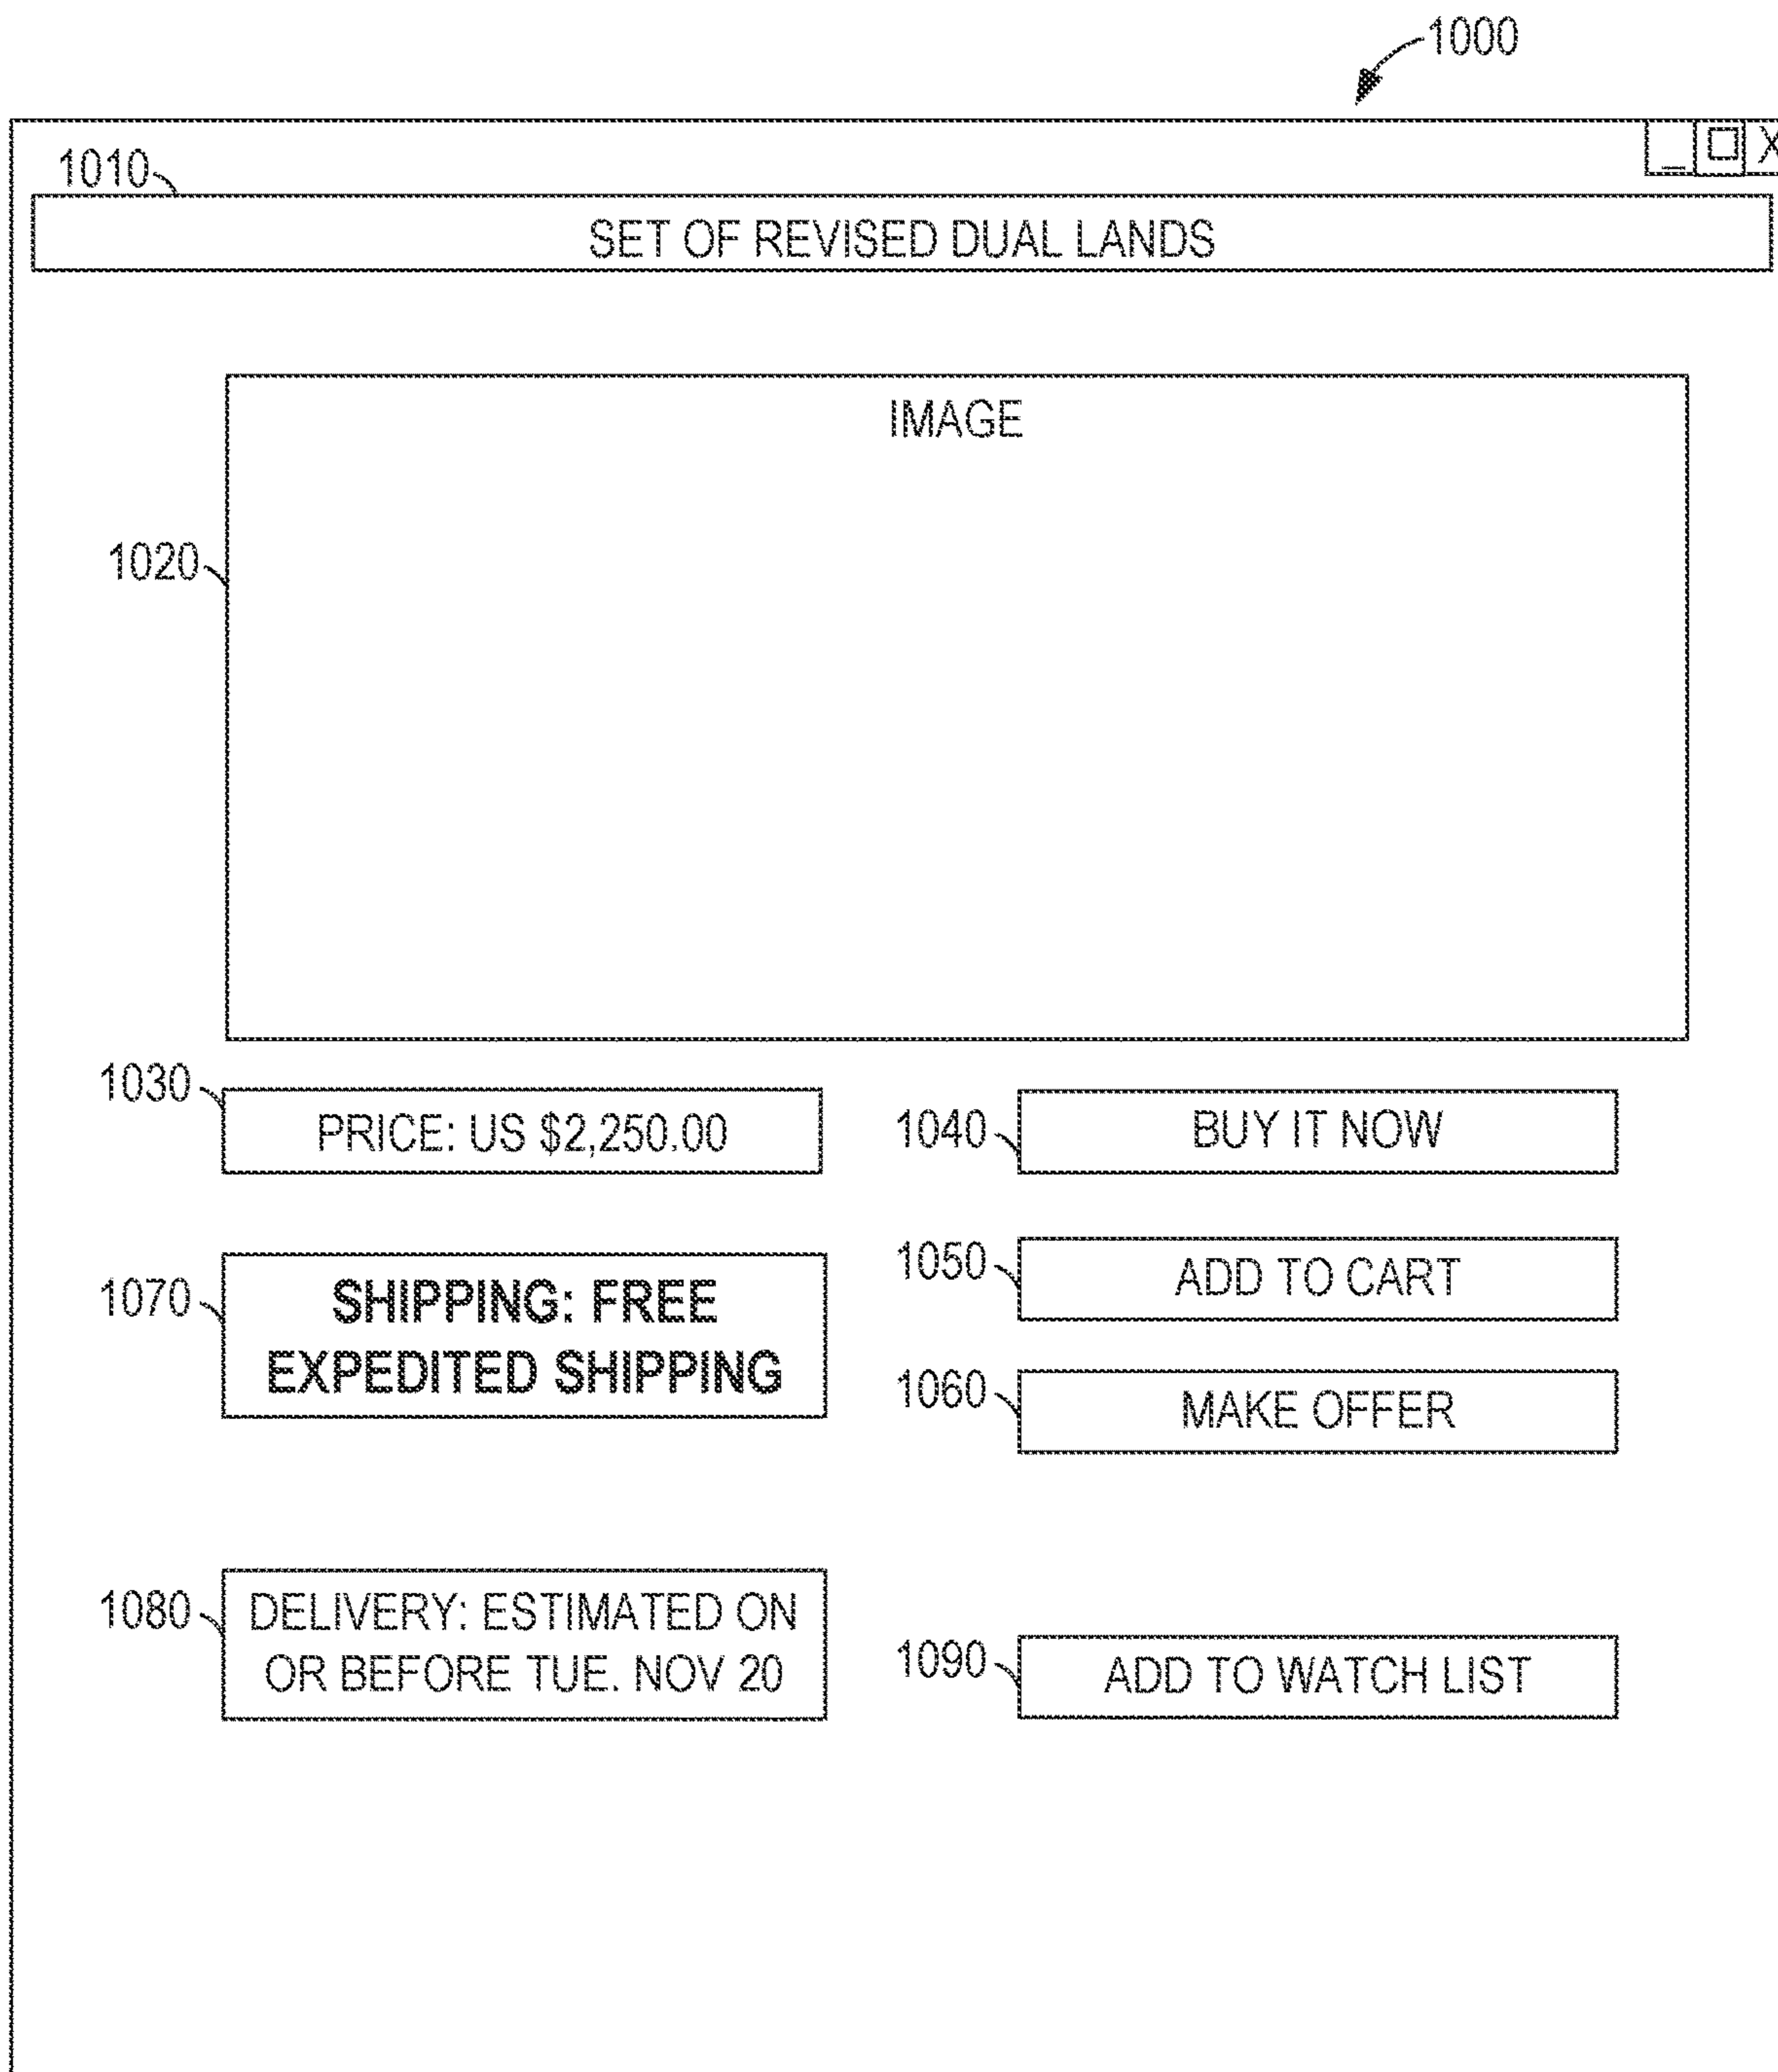 1000
_ □ X
1010
SET OF REVISED DUAL LANDS
IMAGE
1020
1030
PRICE: US $2,250.00
1040
BUY IT NOW
1070
SHIPPING: FREE
EXPEDITED SHIPPING
1050
ADD TO CART
1060
MAKE OFFER
1080
DELIVERY: ESTIMATED ON
OR BEFORE TUE. NOV 20
1090
ADD TO WATCH LIST